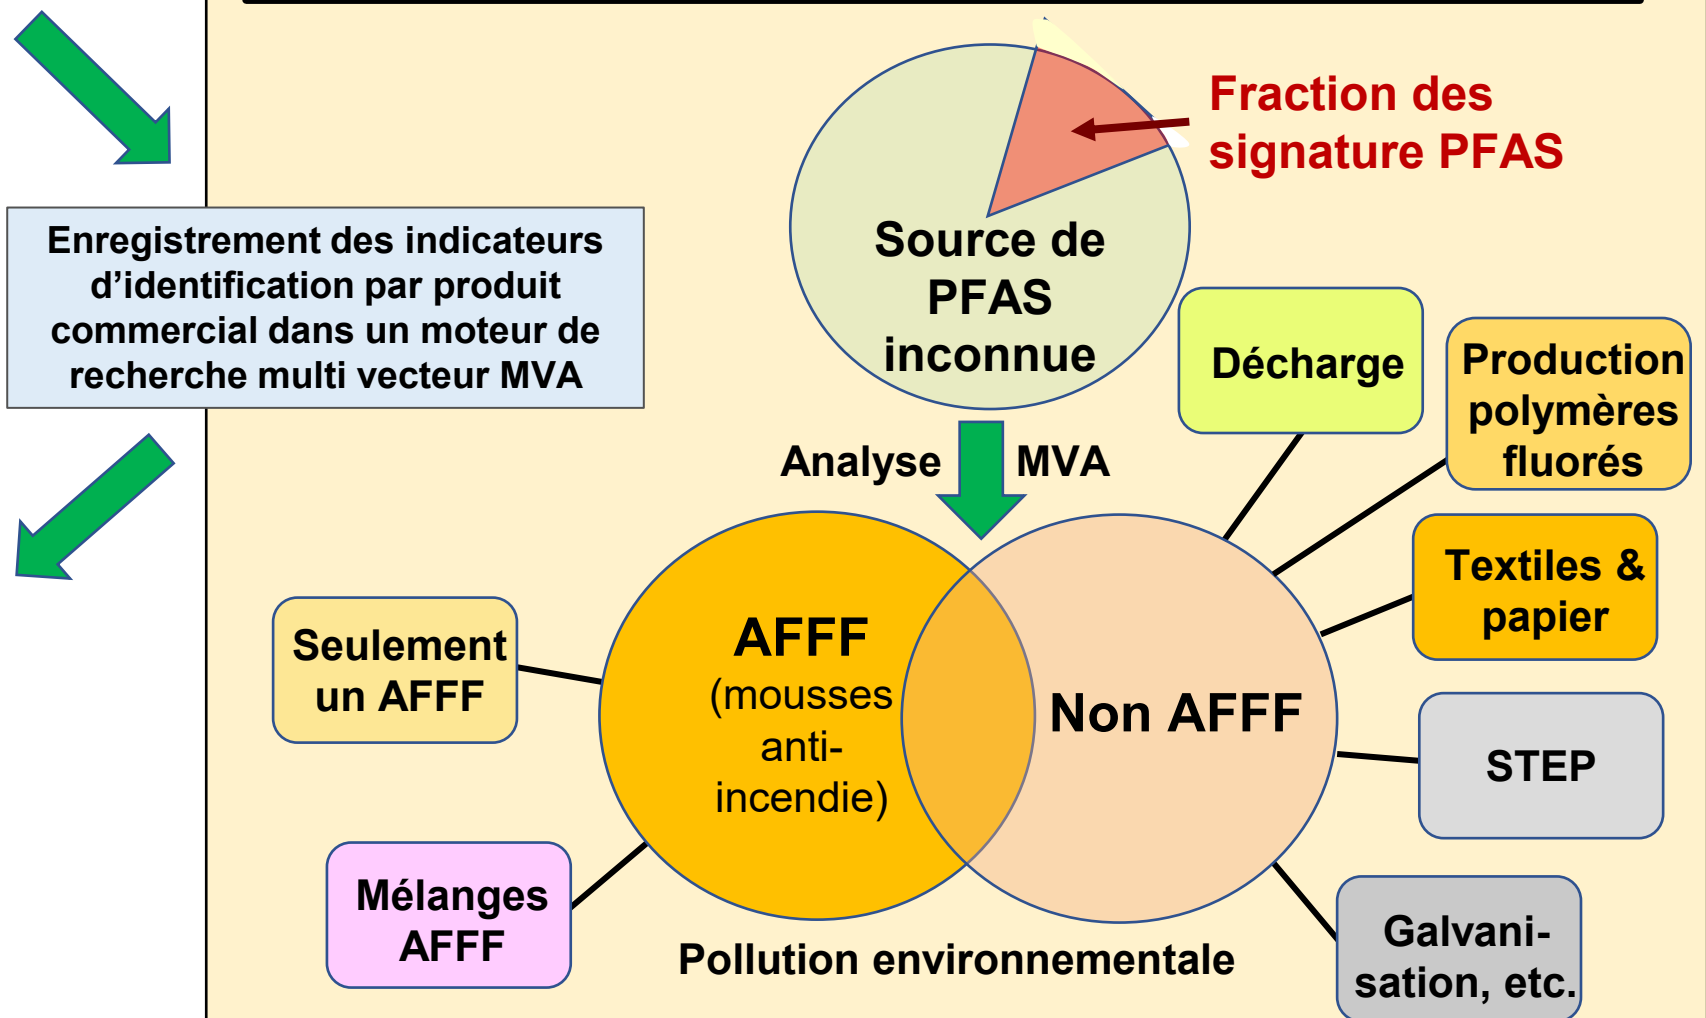 Fraction des
signature PFAS
Enregistrement des indicateurs
d’identification par produit
commercial dans un moteur de
recherche multi vecteur MVA
Source de
PFAS
inconnue
Décharge
Production
polymères
fluorés
Analyse MVA
Textiles &
papier
Seulement
un AFFF
AFFF
(mousses
anti-
incendie)
Non AFFF
STEP
Mélanges
AFFF
Pollution environnementale
Galvani-
sation, etc.